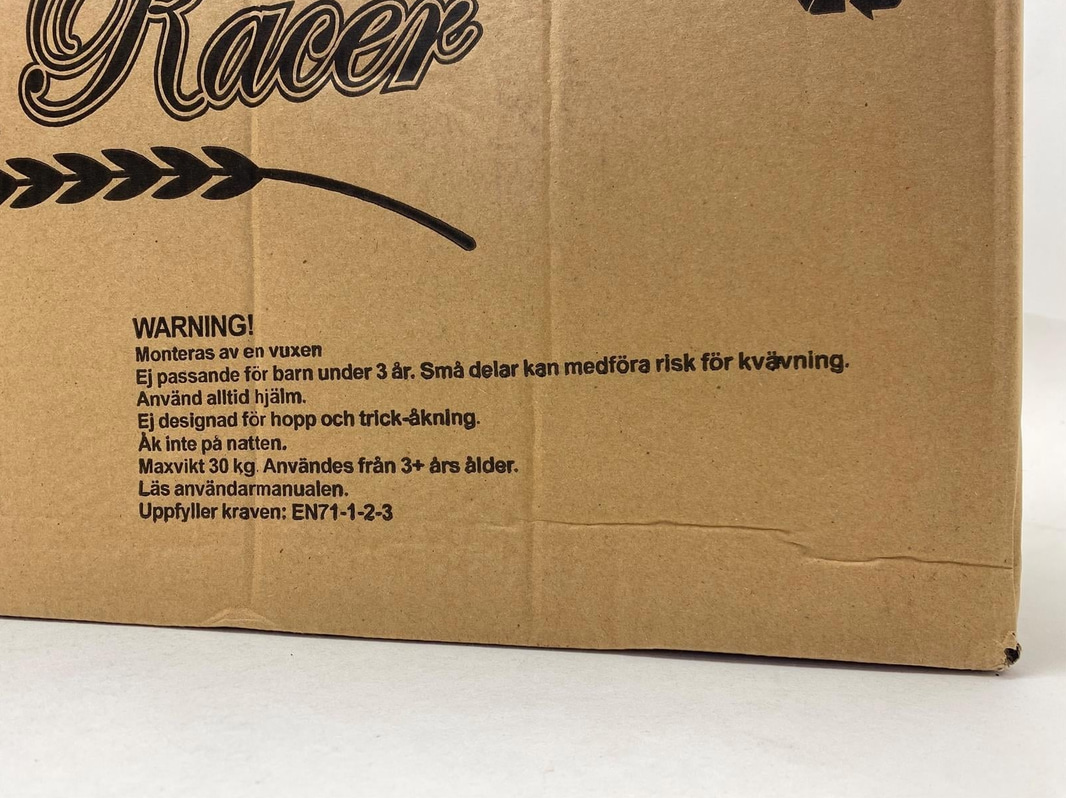 Racer
WARNING!
Monteras av en vuxen
Ej passande för barn under 3 år. Små delar kan medföra risk för kvävning.
Använd alltid hjälm.
Ej designad för hopp och trick-åkning.
Åk inte på natten.
Maxvikt 30 kg. Användes från 3+ års ålder.
Läs användarmanualen.
Uppfyller kraven: EN71-1-2-3